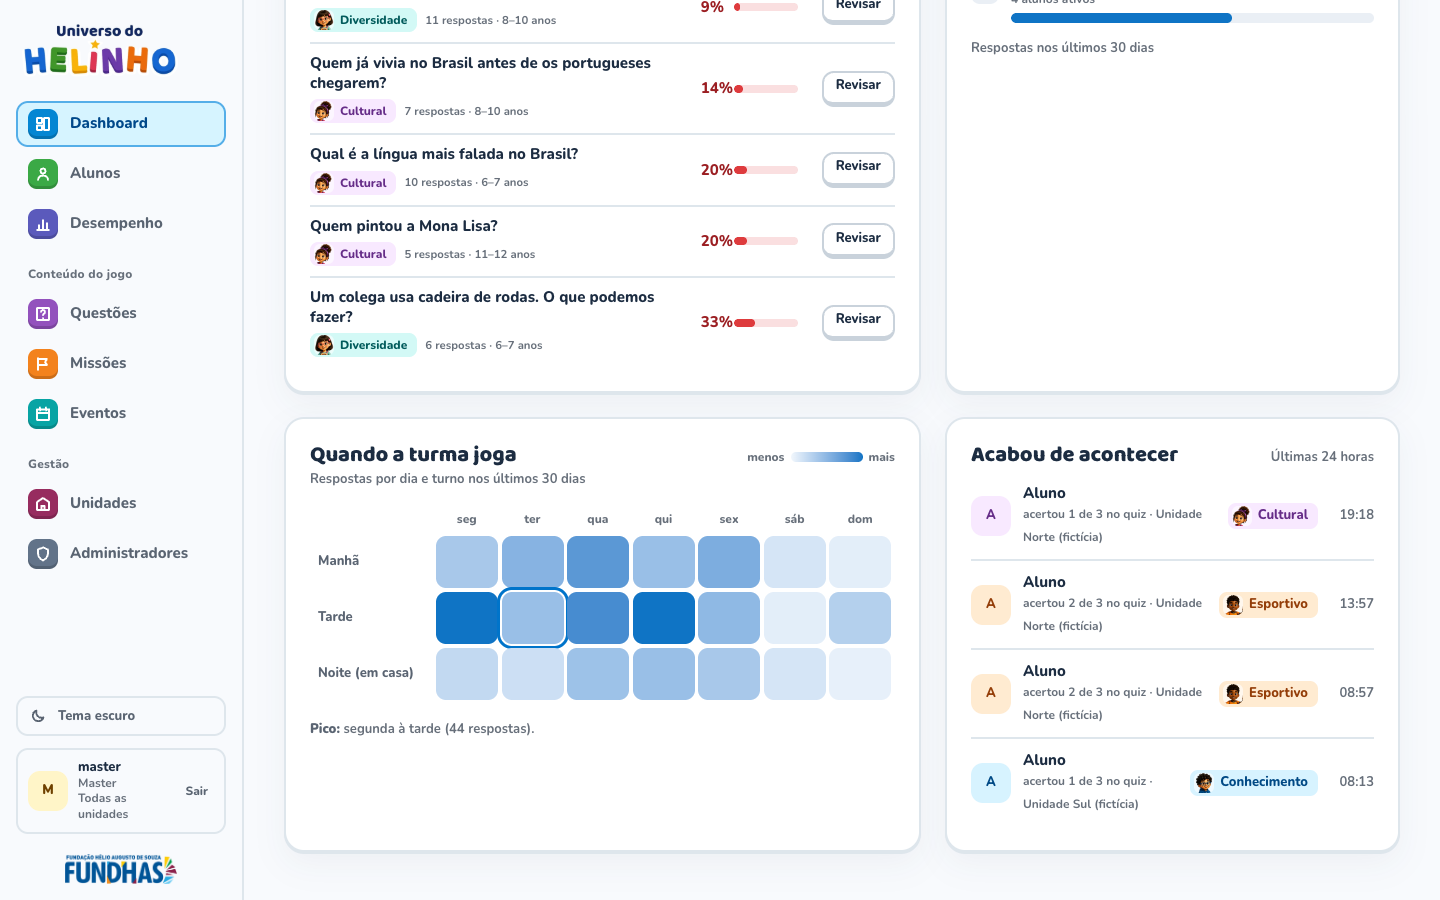 Universo do
HELINHO
Dashboard
Alunos
Desempenho
Conteúdo do jogo
Questões
Missões
Eventos
Gestão
Unidades
Administradores
Tema escuro
M
master
Master
Todas as
unidades
Sair
FUNDAÇÃO HÉLIO AUGUSTO DE SOUZA
FUNDHAS
Diversidade
11 respostas · 8–10 anos
9%
Revisar
Quem já vivia no Brasil antes de os portugueses
chegarem?
Cultural
7 respostas · 8–10 anos
14%
Revisar
Qual é a língua mais falada no Brasil?
Cultural
10 respostas · 6–7 anos
20%
Revisar
Quem pintou a Mona Lisa?
Cultural
5 respostas · 11–12 anos
20%
Revisar
Um colega usa cadeira de rodas. O que podemos
fazer?
Diversidade
6 respostas · 6–7 anos
33%
Revisar
4 alunos ativos
Respostas nos últimos 30 dias
Quando a turma joga
Respostas por dia e turno nos últimos 30 dias
menos
mais
seg ter qua qui sex sáb dom
Manhã
Tarde
Noite (em casa)
Pico: segunda à tarde (44 respostas).
Acabou de acontecer
Últimas 24 horas
A
Aluno
acertou 1 de 3 no quiz · Unidade
Norte (fictícia)
Cultural
19:18
A
Aluno
acertou 2 de 3 no quiz · Unidade
Norte (fictícia)
Esportivo
13:57
A
Aluno
acertou 2 de 3 no quiz · Unidade
Norte (fictícia)
Esportivo
08:57
A
Aluno
acertou 1 de 3 no quiz ·
Unidade Sul (fictícia)
Conhecimento
08:13